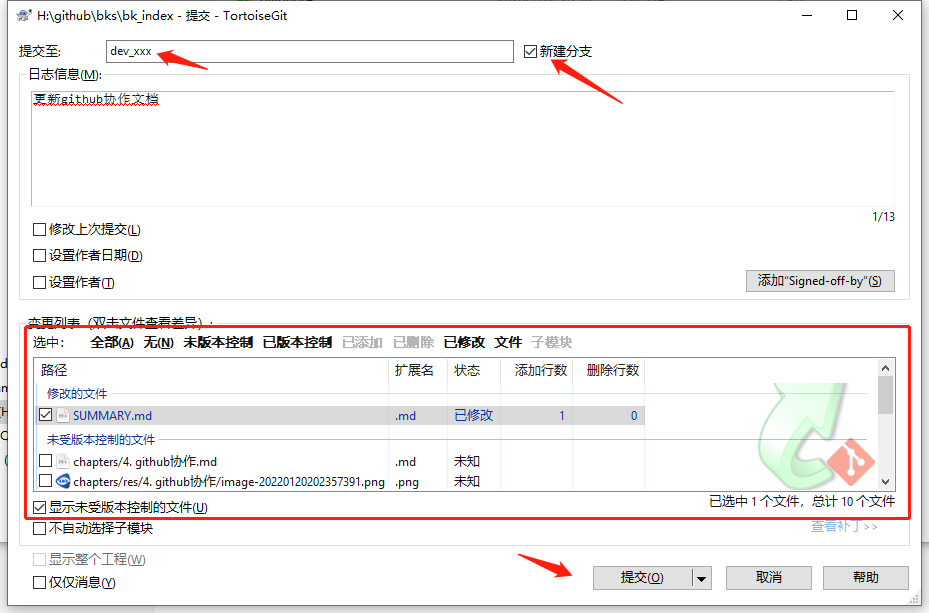 H:\github\bks\bk_index - 提交 - TortoiseGit
提交至:
dev_xxx
新建分支
日志信息(M):
更新github协作文档
1/13
修改上次提交(L)
设置作者日期(D)
设置作者(T)
添加"Signed-off-by"(S)
变更列表 (双击文件查看差异) :
选中: 全部(A) 无(N) 未版本控制 已版本控制 已添加 已删除 已修改 文件 子模块
路径 扩展名 状态 添加行数 删除行数
修改的文件
SUMMARY.md .md 已修改 1 0
未受版本控制的文件
chapters/4. github协作.md .md 未知
chapters/res/4. github协作/image-20220120202357391.png .png 未知
显示未受版本控制的文件(U)
已选中 1 个文件，总计 10 个文件
不自动选择子模块
查看补丁>>
显示整个工程(W)
仅仅消息(Y)
提交(O)
取消
帮助